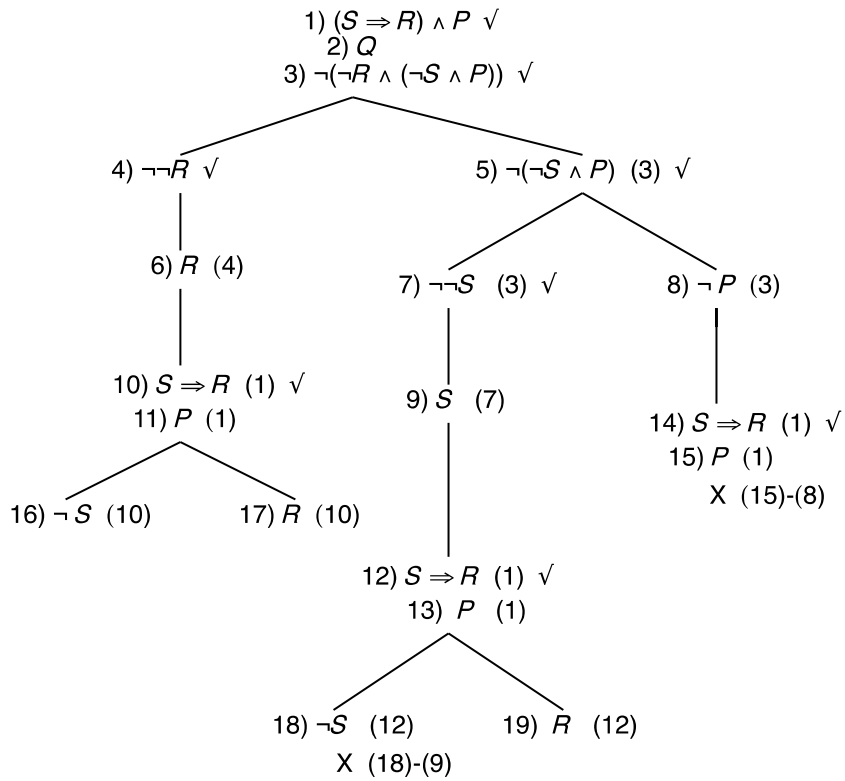 1) (S ⇒ R) ∧ P √
2) Q
3) ¬(¬R ∧ (¬S ∧ P)) √
4) ¬¬R √
5) ¬(¬S ∧ P) (3) √
6) R (4)
7) ¬¬S (3) √
8) ¬ P (3)
10) S ⇒ R (1) √
9) S (7)
11) P (1)
14) S ⇒ R (1) √
15) P (1)
X (15)-(8)
16) ¬ S (10)
17) R (10)
12) S ⇒ R (1) √
13) P (1)
18) ¬S (12)
19) R (12)
X (18)-(9)